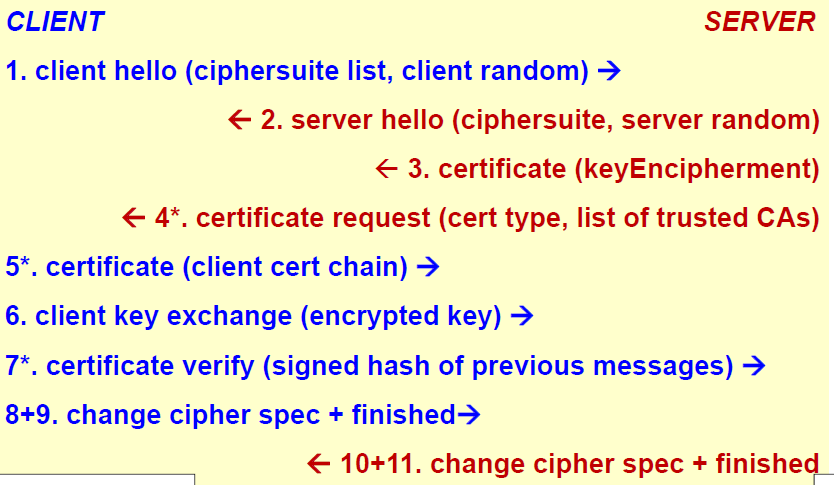 CLIENT SERVER
1. client hello (ciphersuite list, client random) →
← 2. server hello (ciphersuite, server random)
← 3. certificate (keyEncipherment)
← 4*. certificate request (cert type, list of trusted CAs)
5*. certificate (client cert chain) →
6. client key exchange (encrypted key) →
7*. certificate verify (signed hash of previous messages) →
8+9. change cipher spec + finished→
← 10+11. change cipher spec + finished